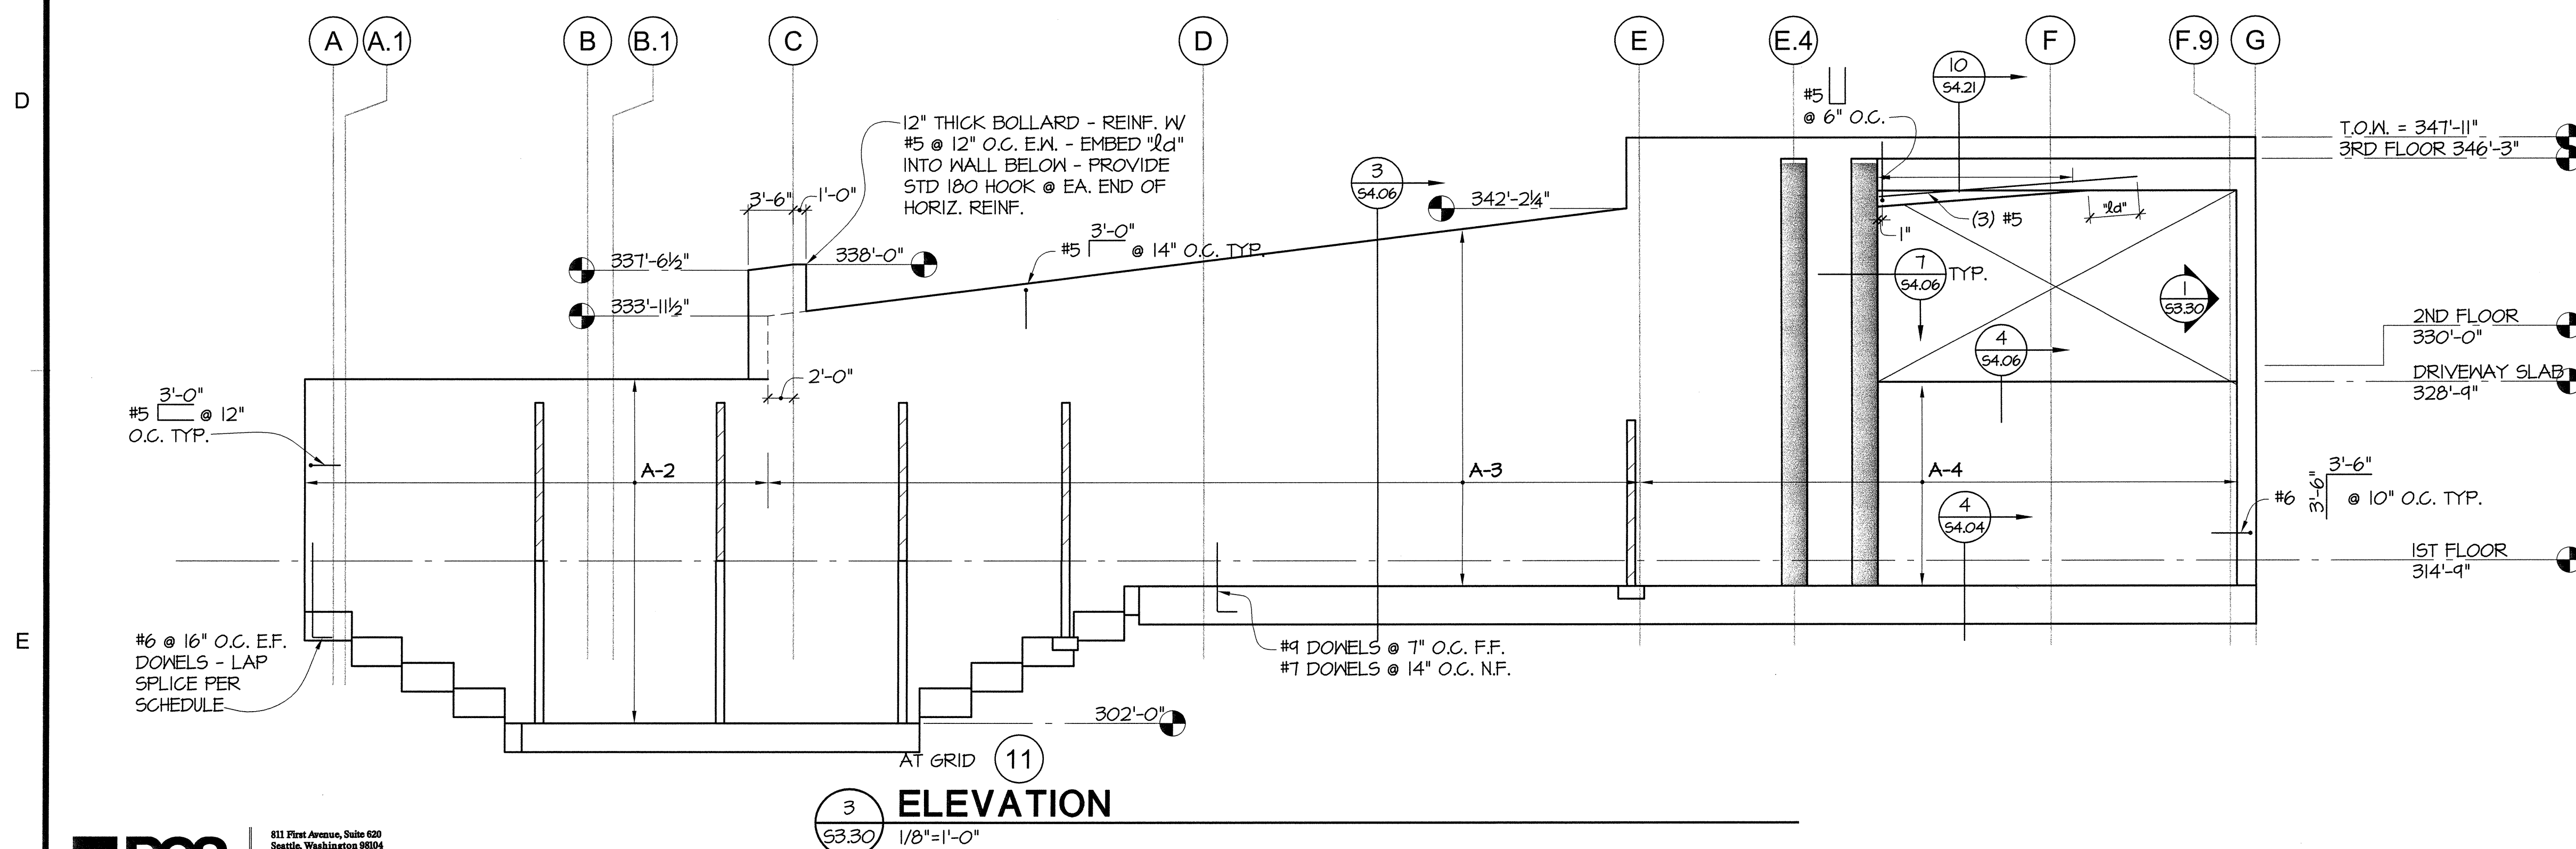 A A.1 B B.1 C D E E.4 F F.9 G
D
10
S4.21
#5
@ 6" O.C.
12" THICK BOLLARD - REINF. W/
#5 @ 12" O.C. E.W. - EMBED "ld"
INTO WALL BELOW - PROVIDE
STD 180 HOOK @ EA. END OF
HORIZ. REINF.
T.O.W. = 347'-11"
3RD FLOOR 346'-3"
3
S4.06
3'-6"
1'-0"
342'-2¼"
(3) #5
"ld"
1"
#5 3'-0" @ 14" O.C. TYP.
337'-6½"
338'-0"
333'-11½"
7
S4.06
TYP.
1
S3.30
2ND FLOOR
330'-0"
4
S4.06
DRIVEWAY SLAB
328'-9"
2'-0"
3'-0"
#5 @ 12"
O.C. TYP.
A-2
A-3
A-4
3'-6"
3'-6"
#6 @ 10" O.C. TYP.
4
S4.04
1ST FLOOR
314'-9"
E
#6 @ 16" O.C. E.F.
DOWELS - LAP
SPLICE PER
SCHEDULE
#9 DOWELS @ 7" O.C. F.F.
#7 DOWELS @ 14" O.C. N.F.
302'-0"
AT GRID 11
3
S3.30
ELEVATION
1/8"=1'-0"
811 First Avenue, Suite 620
Seattle, Washington 98104